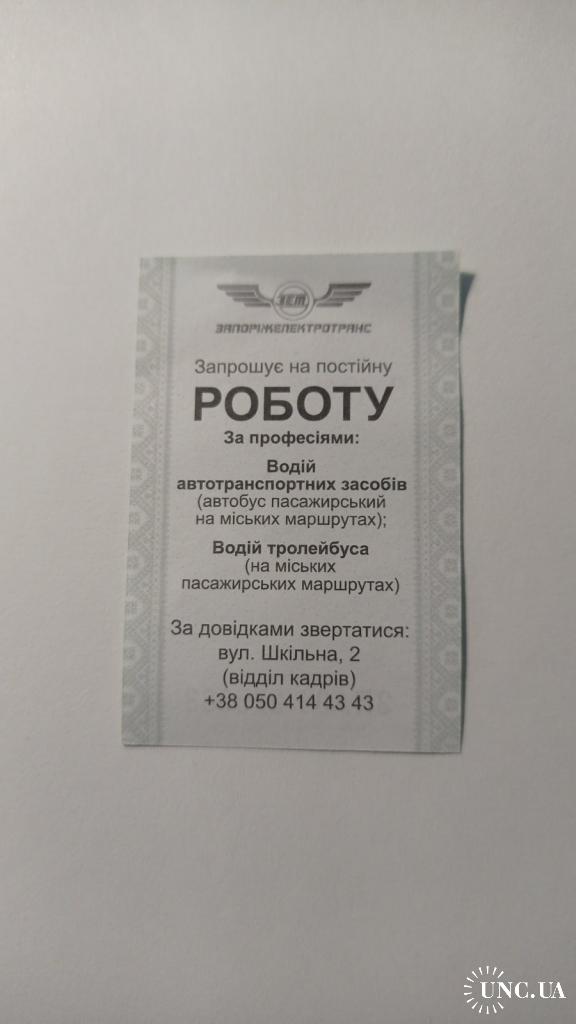 ЗЕТ
ЗАПОРІЖЕЛЕКТРОТРАНС
Запрошує на постійну
РОБОТУ
За професіями:
Водій
автотранспортних засобів
(автобус пасажирський
на міських маршрутах);
Водій тролейбуса
(на міських
пасажирських маршрутах)
За довідками звертатися:
вул. Шкільна, 2
(відділ кадрів)
+38 050 414 43 43
UNC.UA